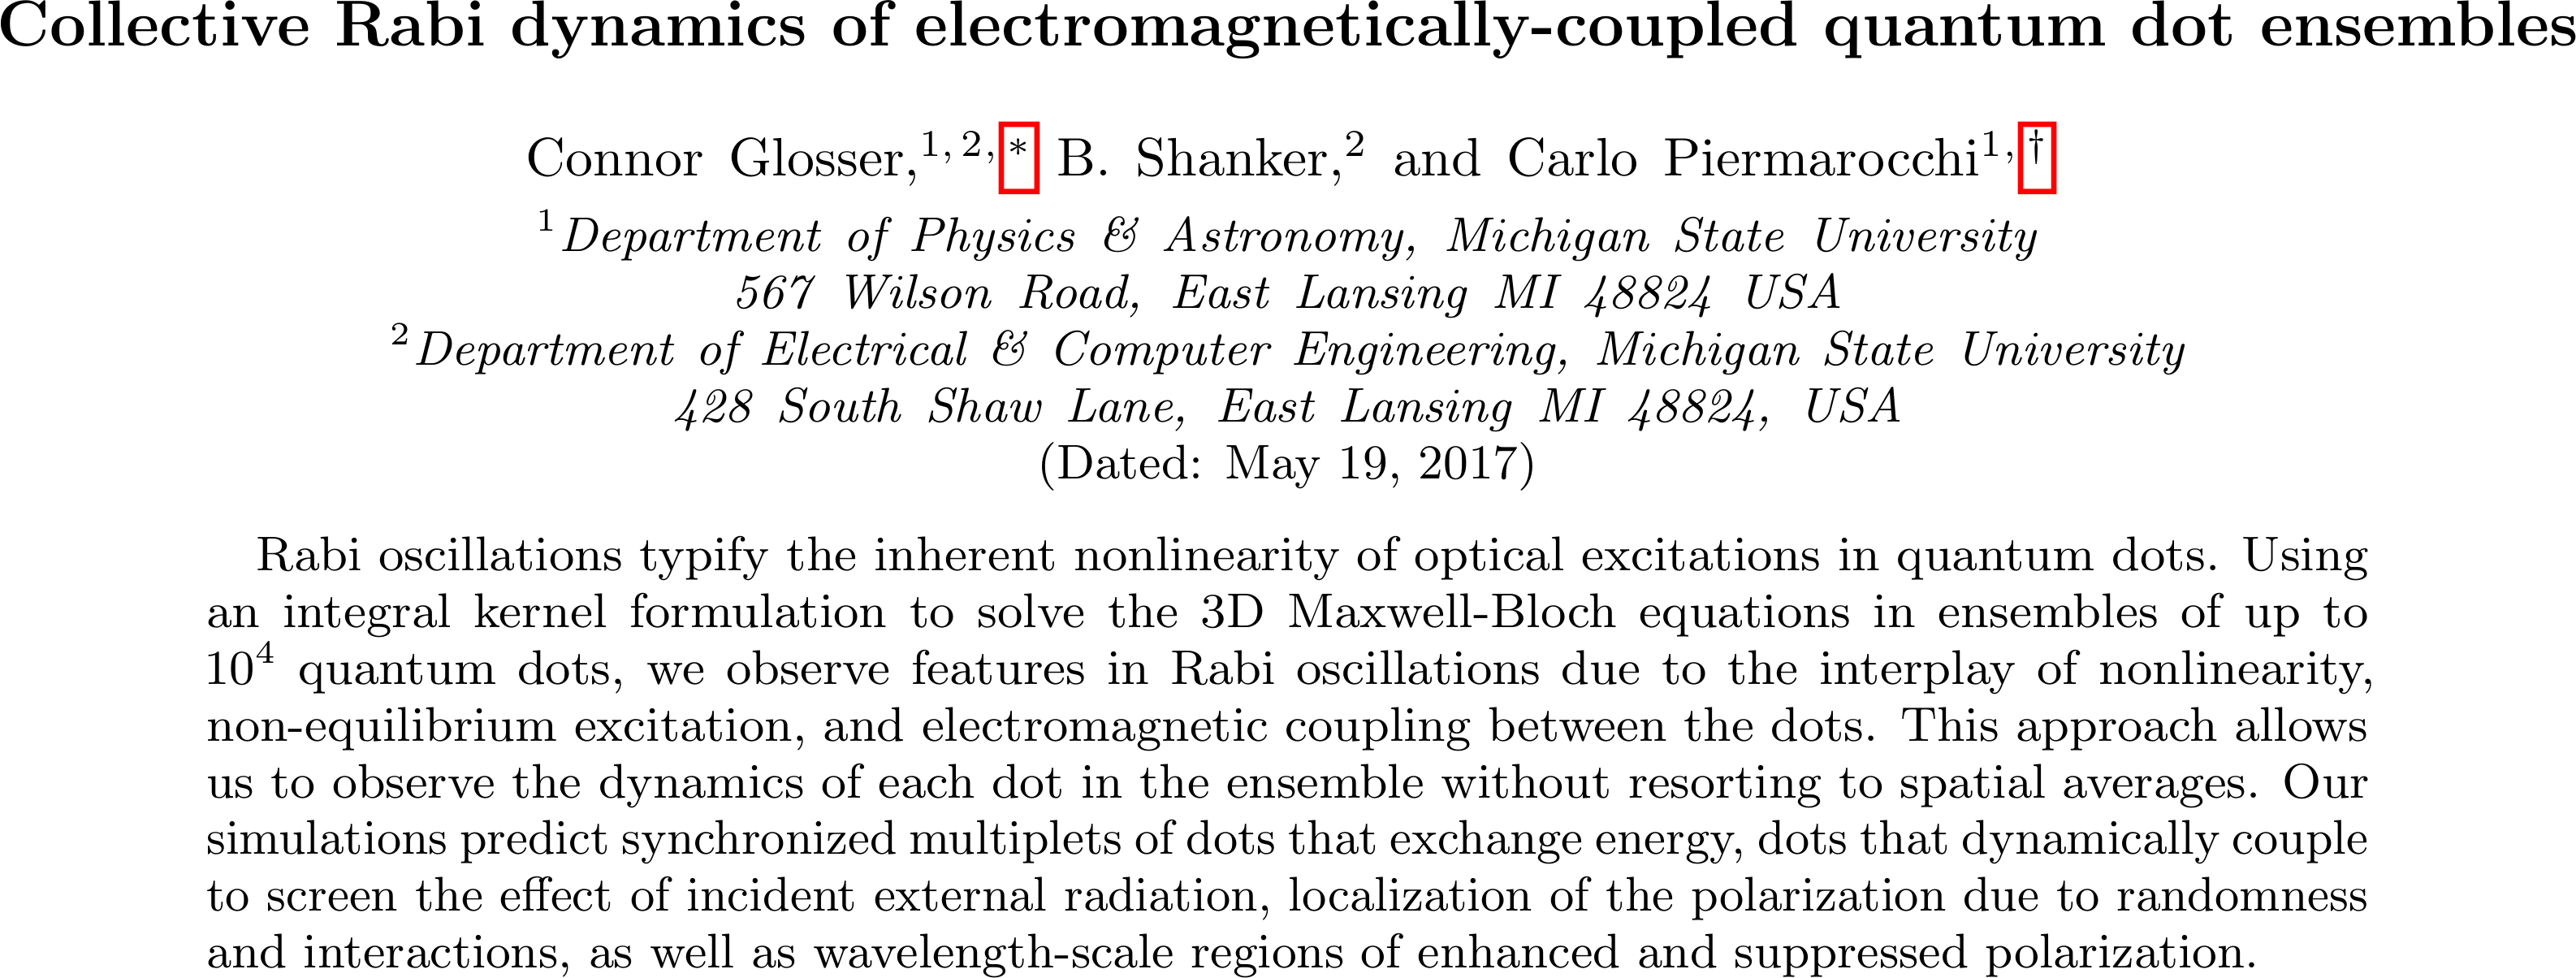 Collective Rabi dynamics of electromagnetically-coupled quantum dot ensembles
Connor Glosser,1, 2, * B. Shanker,2 and Carlo Piermarocchi1, †
1Department of Physics & Astronomy, Michigan State University
567 Wilson Road, East Lansing MI 48824 USA
2Department of Electrical & Computer Engineering, Michigan State University
428 South Shaw Lane, East Lansing MI 48824, USA
(Dated: May 19, 2017)
Rabi oscillations typify the inherent nonlinearity of optical excitations in quantum dots. Using
an integral kernel formulation to solve the 3D Maxwell-Bloch equations in ensembles of up to
10^4 quantum dots, we observe features in Rabi oscillations due to the interplay of nonlinearity,
non-equilibrium excitation, and electromagnetic coupling between the dots. This approach allows
us to observe the dynamics of each dot in the ensemble without resorting to spatial averages. Our
simulations predict synchronized multiplets of dots that exchange energy, dots that dynamically couple
to screen the effect of incident external radiation, localization of the polarization due to randomness
and interactions, as well as wavelength-scale regions of enhanced and suppressed polarization.